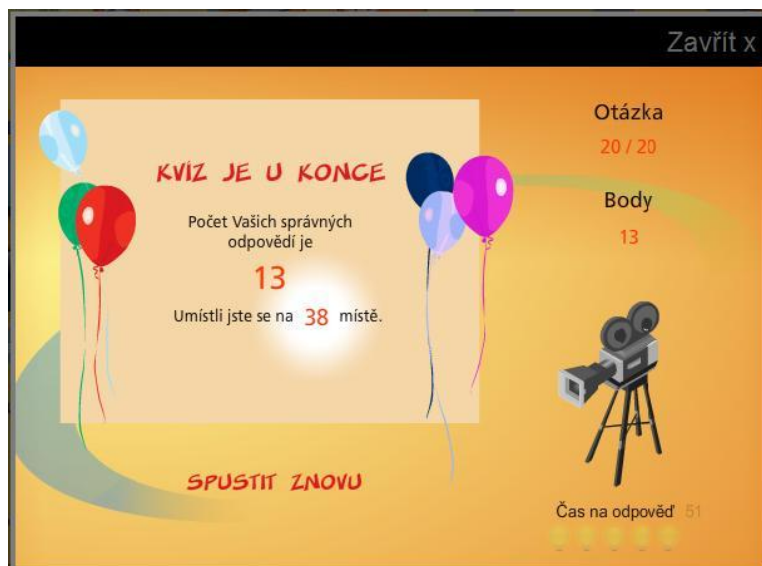 Zavřít x
KVÍZ JE U KONCE
Počet Vašich správných
odpovědí je
13
Umístli jste se na 38 místě.
SPUSTIT ZNOVU
Otázka
20 / 20
Body
13
Čas na odpověď 51